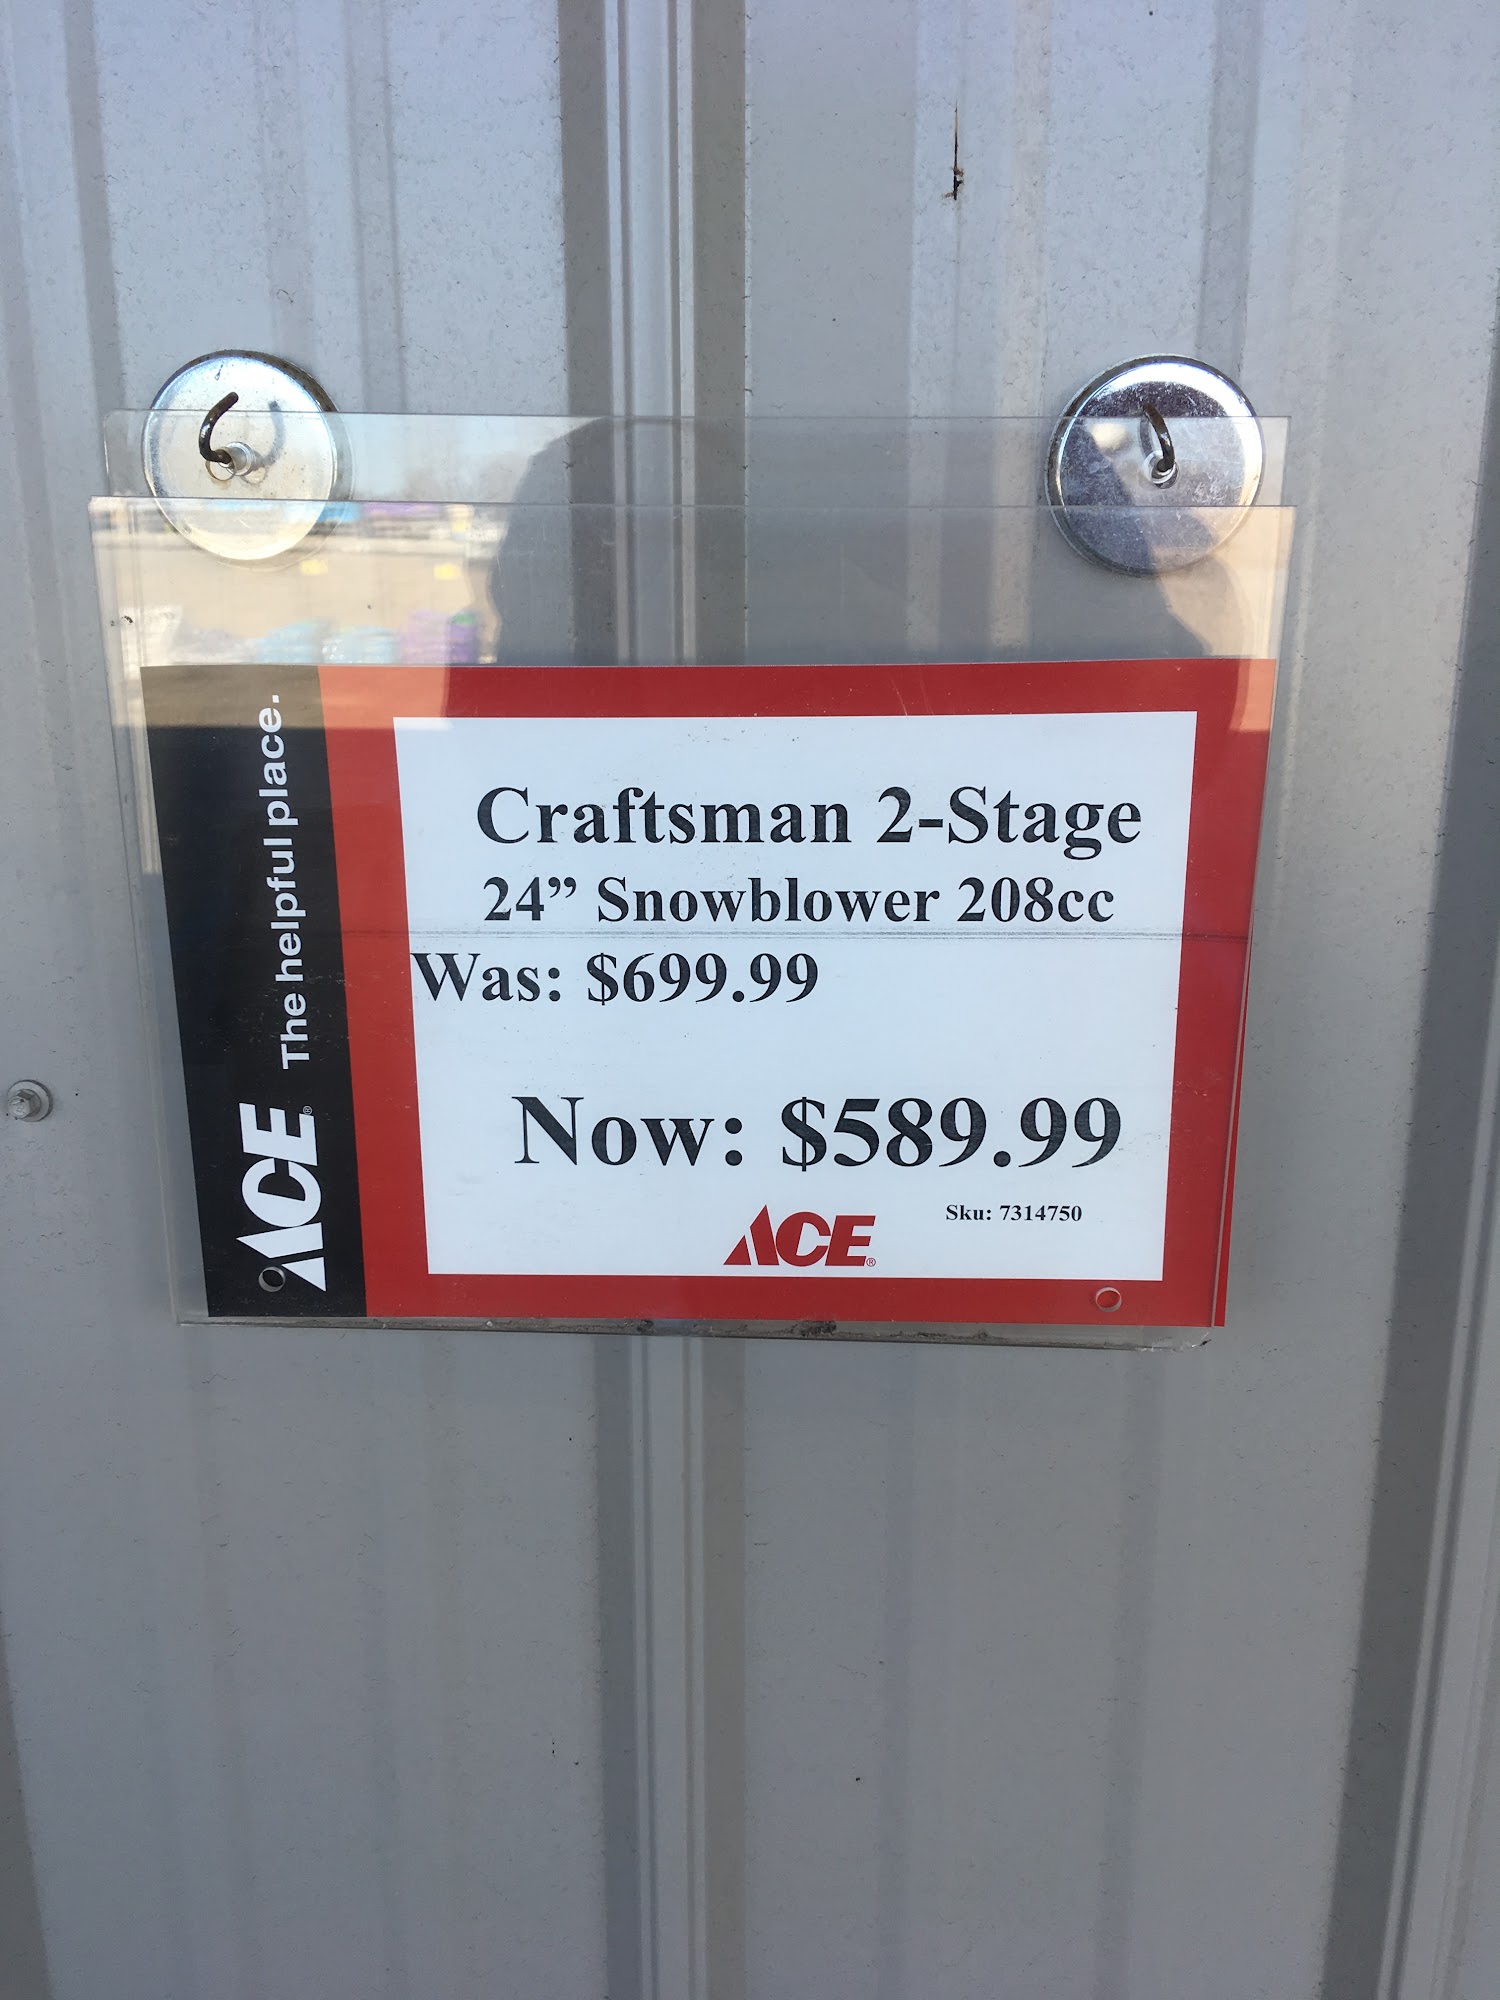 ACE® The helpful place.
Craftsman 2-Stage
24” Snowblower 208cc
Was: $699.99
Now: $589.99
ACE®
Sku: 7314750